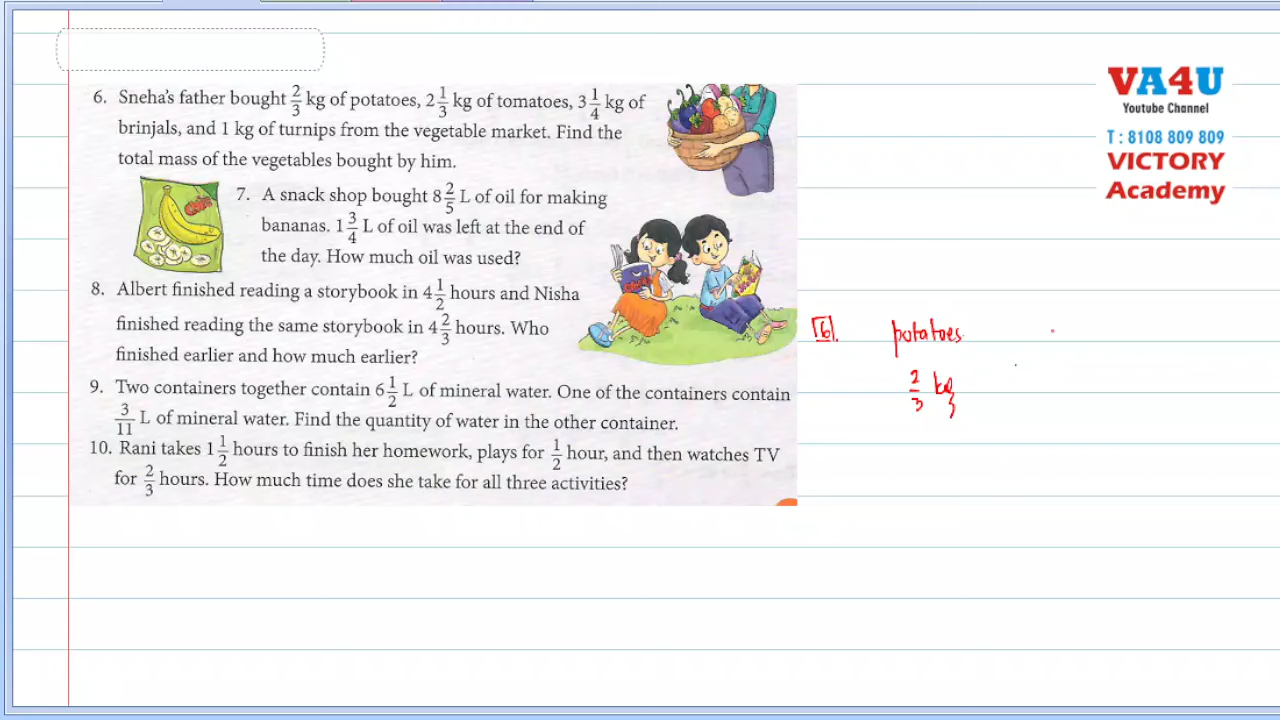 6. Sneha's father bought 2/3 kg of potatoes, 2 1/3 kg of tomatoes, 3 1/4 kg of
brinjals, and 1 kg of turnips from the vegetable market. Find the
total mass of the vegetables bought by him.
7. A snack shop bought 8 2/5 L of oil for making
bananas. 1 3/4 L of oil was left at the end of
the day. How much oil was used?
8. Albert finished reading a storybook in 4 1/2 hours and Nisha
finished reading the same storybook in 4 2/3 hours. Who
finished earlier and how much earlier?
9. Two containers together contain 6 1/2 L of mineral water. One of the containers contain
3/11 L of mineral water. Find the quantity of water in the other container.
10. Rani takes 1 1/2 hours to finish her homework, plays for 1/2 hour, and then watches TV
for 2/3 hours. How much time does she take for all three activities?
VA4U
Youtube Channel
T : 8108 809 809
VICTORY
Academy
6. potatoes
2/3 kg